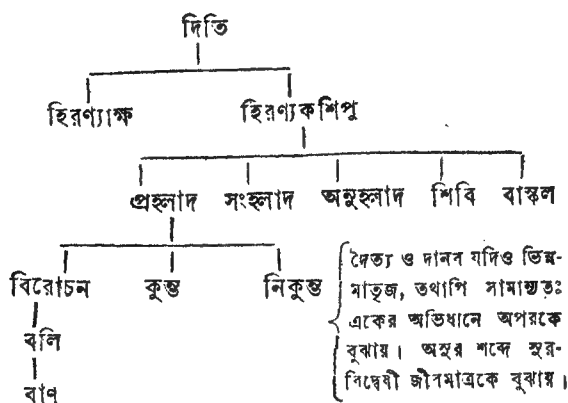 দিতি
হিরণ্যাক্ষ হিরণ্যকশিপু
প্রহ্লাদ সংহ্লাদ অনুহ্লাদ শিবি বাস্কল
বিরোচন কুম্ভ নিকুম্ভ
বলি
বাণ
দৈত্য ও দানব যদিও ভিন্ন-
মাতৃজ, তথাপি সামান্যতঃ
একের অভিধানে অপরকে
বুঝায়। অসুর শব্দে সুর-
বিদ্বেষী জীবমাত্রকে বুঝায়।